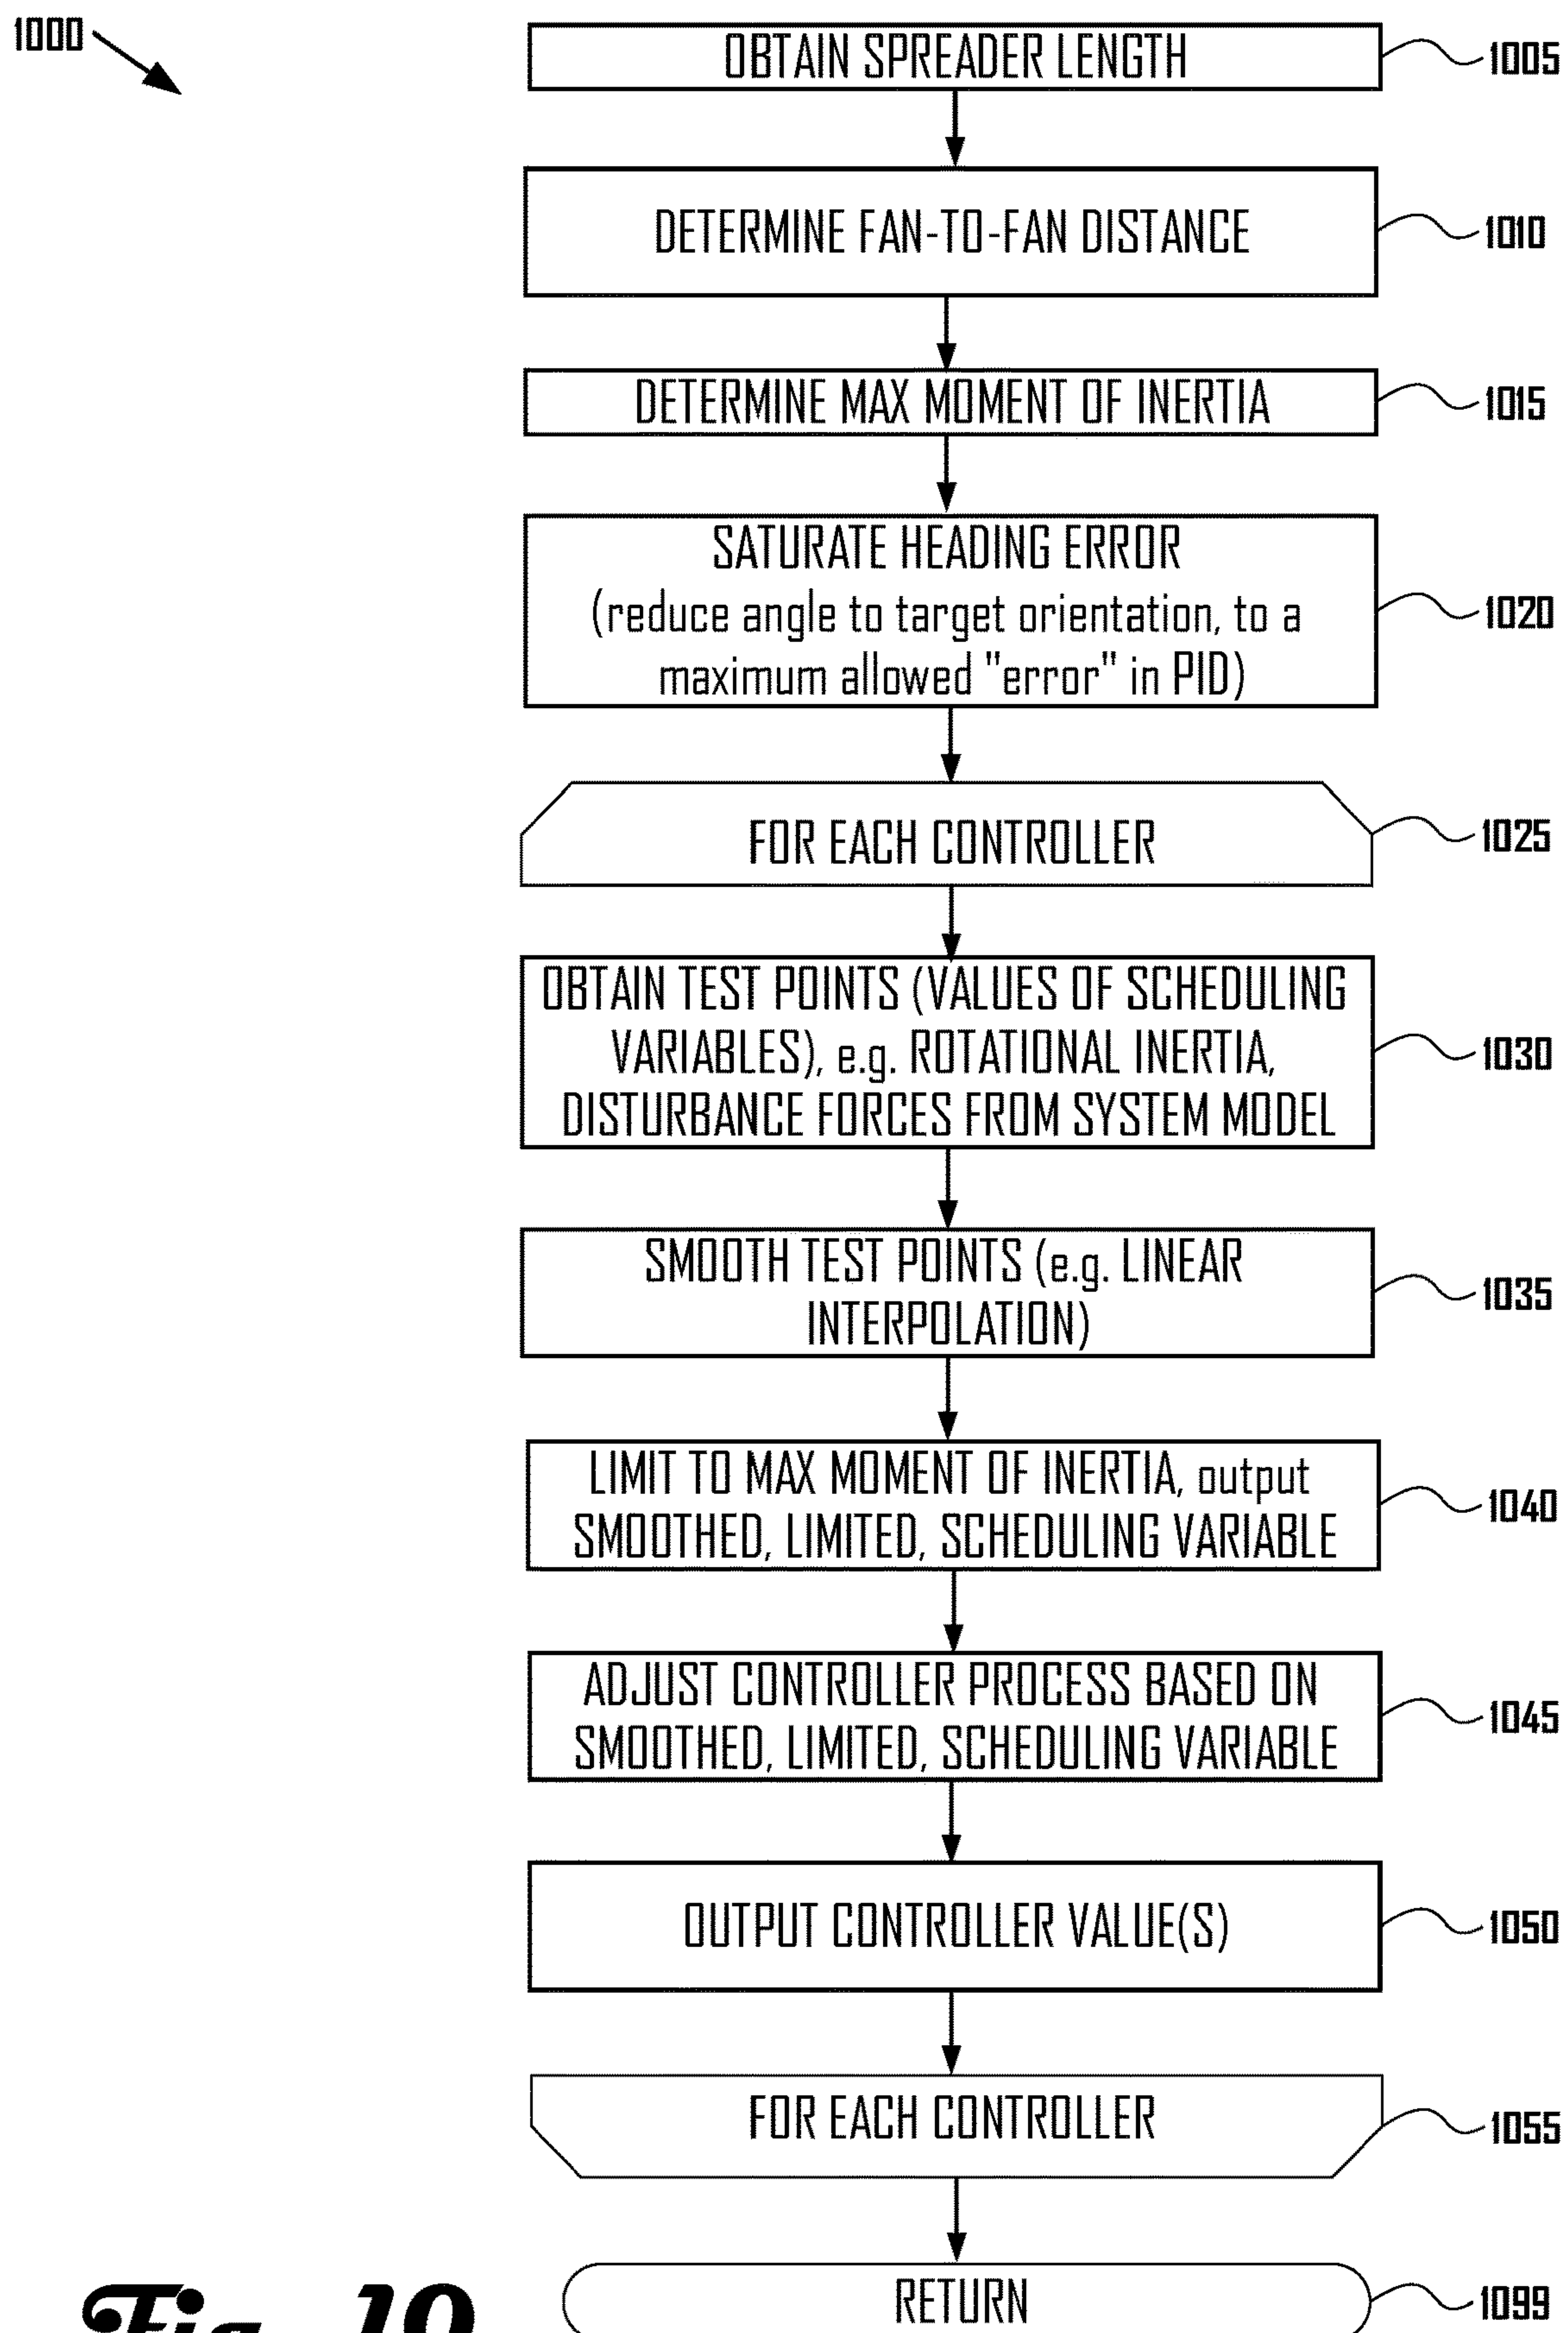 1000
OBTAIN SPREADER LENGTH
1005
DETERMINE FAN-TO-FAN DISTANCE
1010
DETERMINE MAX MOMENT OF INERTIA
1015
SATURATE HEADING ERROR
(reduce angle to target orientation, to a
maximum allowed "error" in PID)
1020
FOR EACH CONTROLLER
1025
OBTAIN TEST POINTS (VALUES OF SCHEDULING
VARIABLES), e.g. ROTATIONAL INERTIA,
DISTURBANCE FORCES FROM SYSTEM MODEL
1030
SMOOTH TEST POINTS (e.g. LINEAR
INTERPOLATION)
1035
LIMIT TO MAX MOMENT OF INERTIA, output
SMOOTHED, LIMITED, SCHEDULING VARIABLE
1040
ADJUST CONTROLLER PROCESS BASED ON
SMOOTHED, LIMITED, SCHEDULING VARIABLE
1045
OUTPUT CONTROLLER VALUE(S)
1050
FOR EACH CONTROLLER
1055
RETURN
1099
Fig. 10